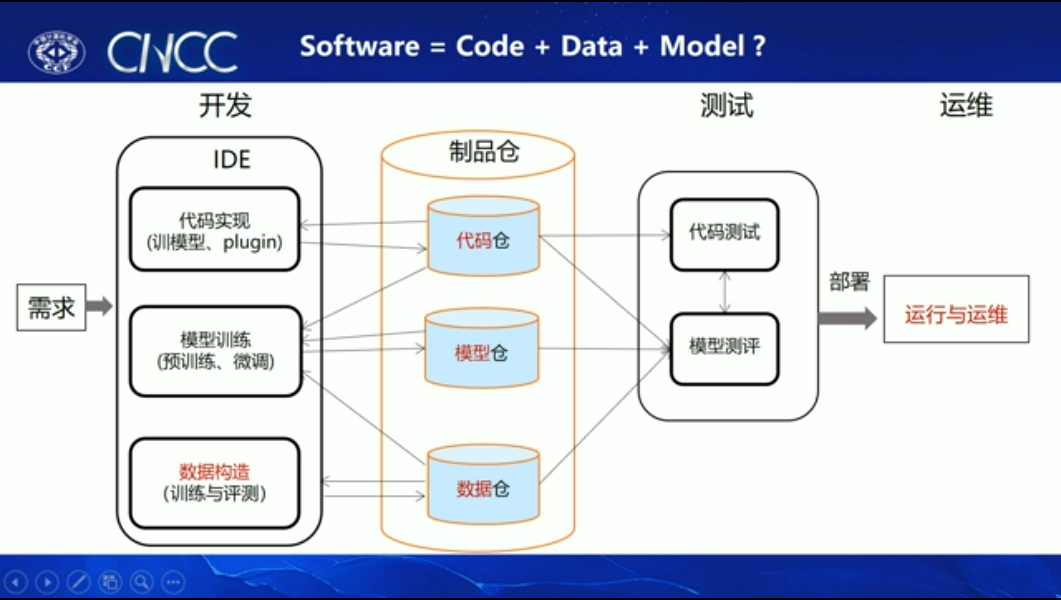 CNCC
Software = Code + Data + Model ?
开发
测试
运维
IDE
代码实现
(训模型、plugin)
模型训练
(预训练、微调)
数据构造
(训练与评测)
需求
制品仓
代码仓
模型仓
数据仓
代码测试
模型测评
部署
运行与运维